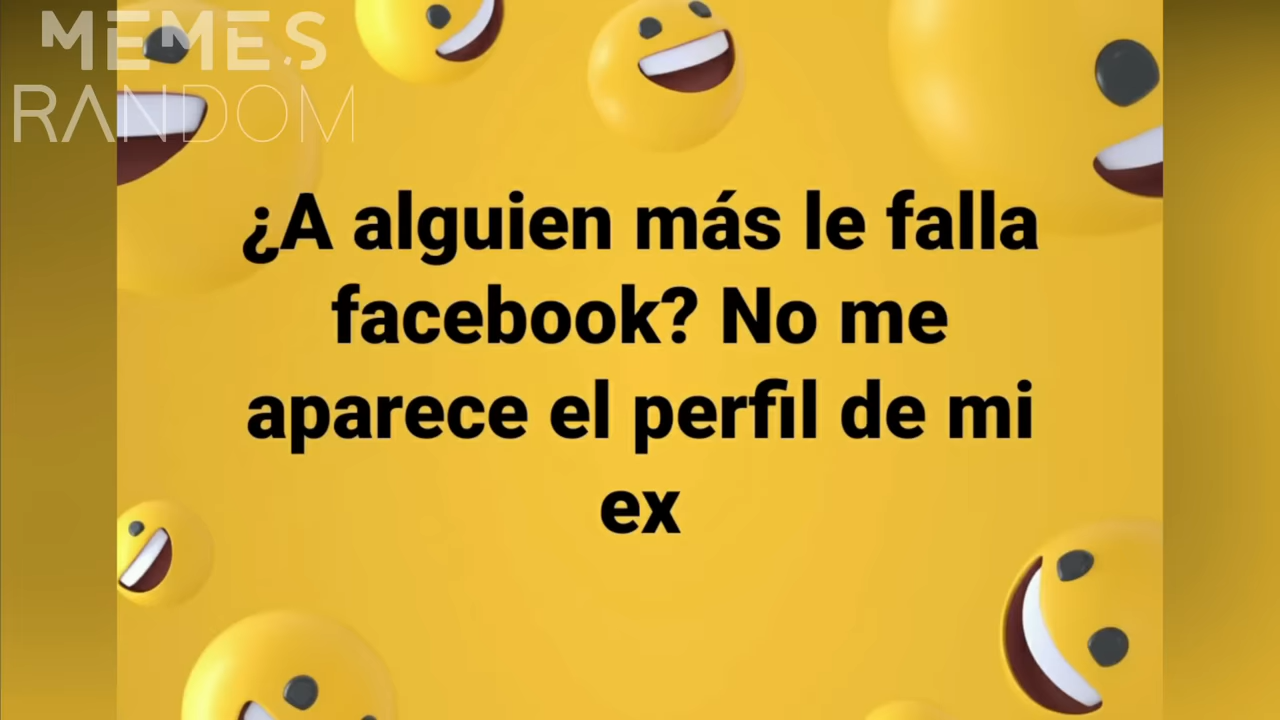 MEMES
RANDOM
¿A alguien más le falla
facebook? No me
aparece el perfil de mi
ex